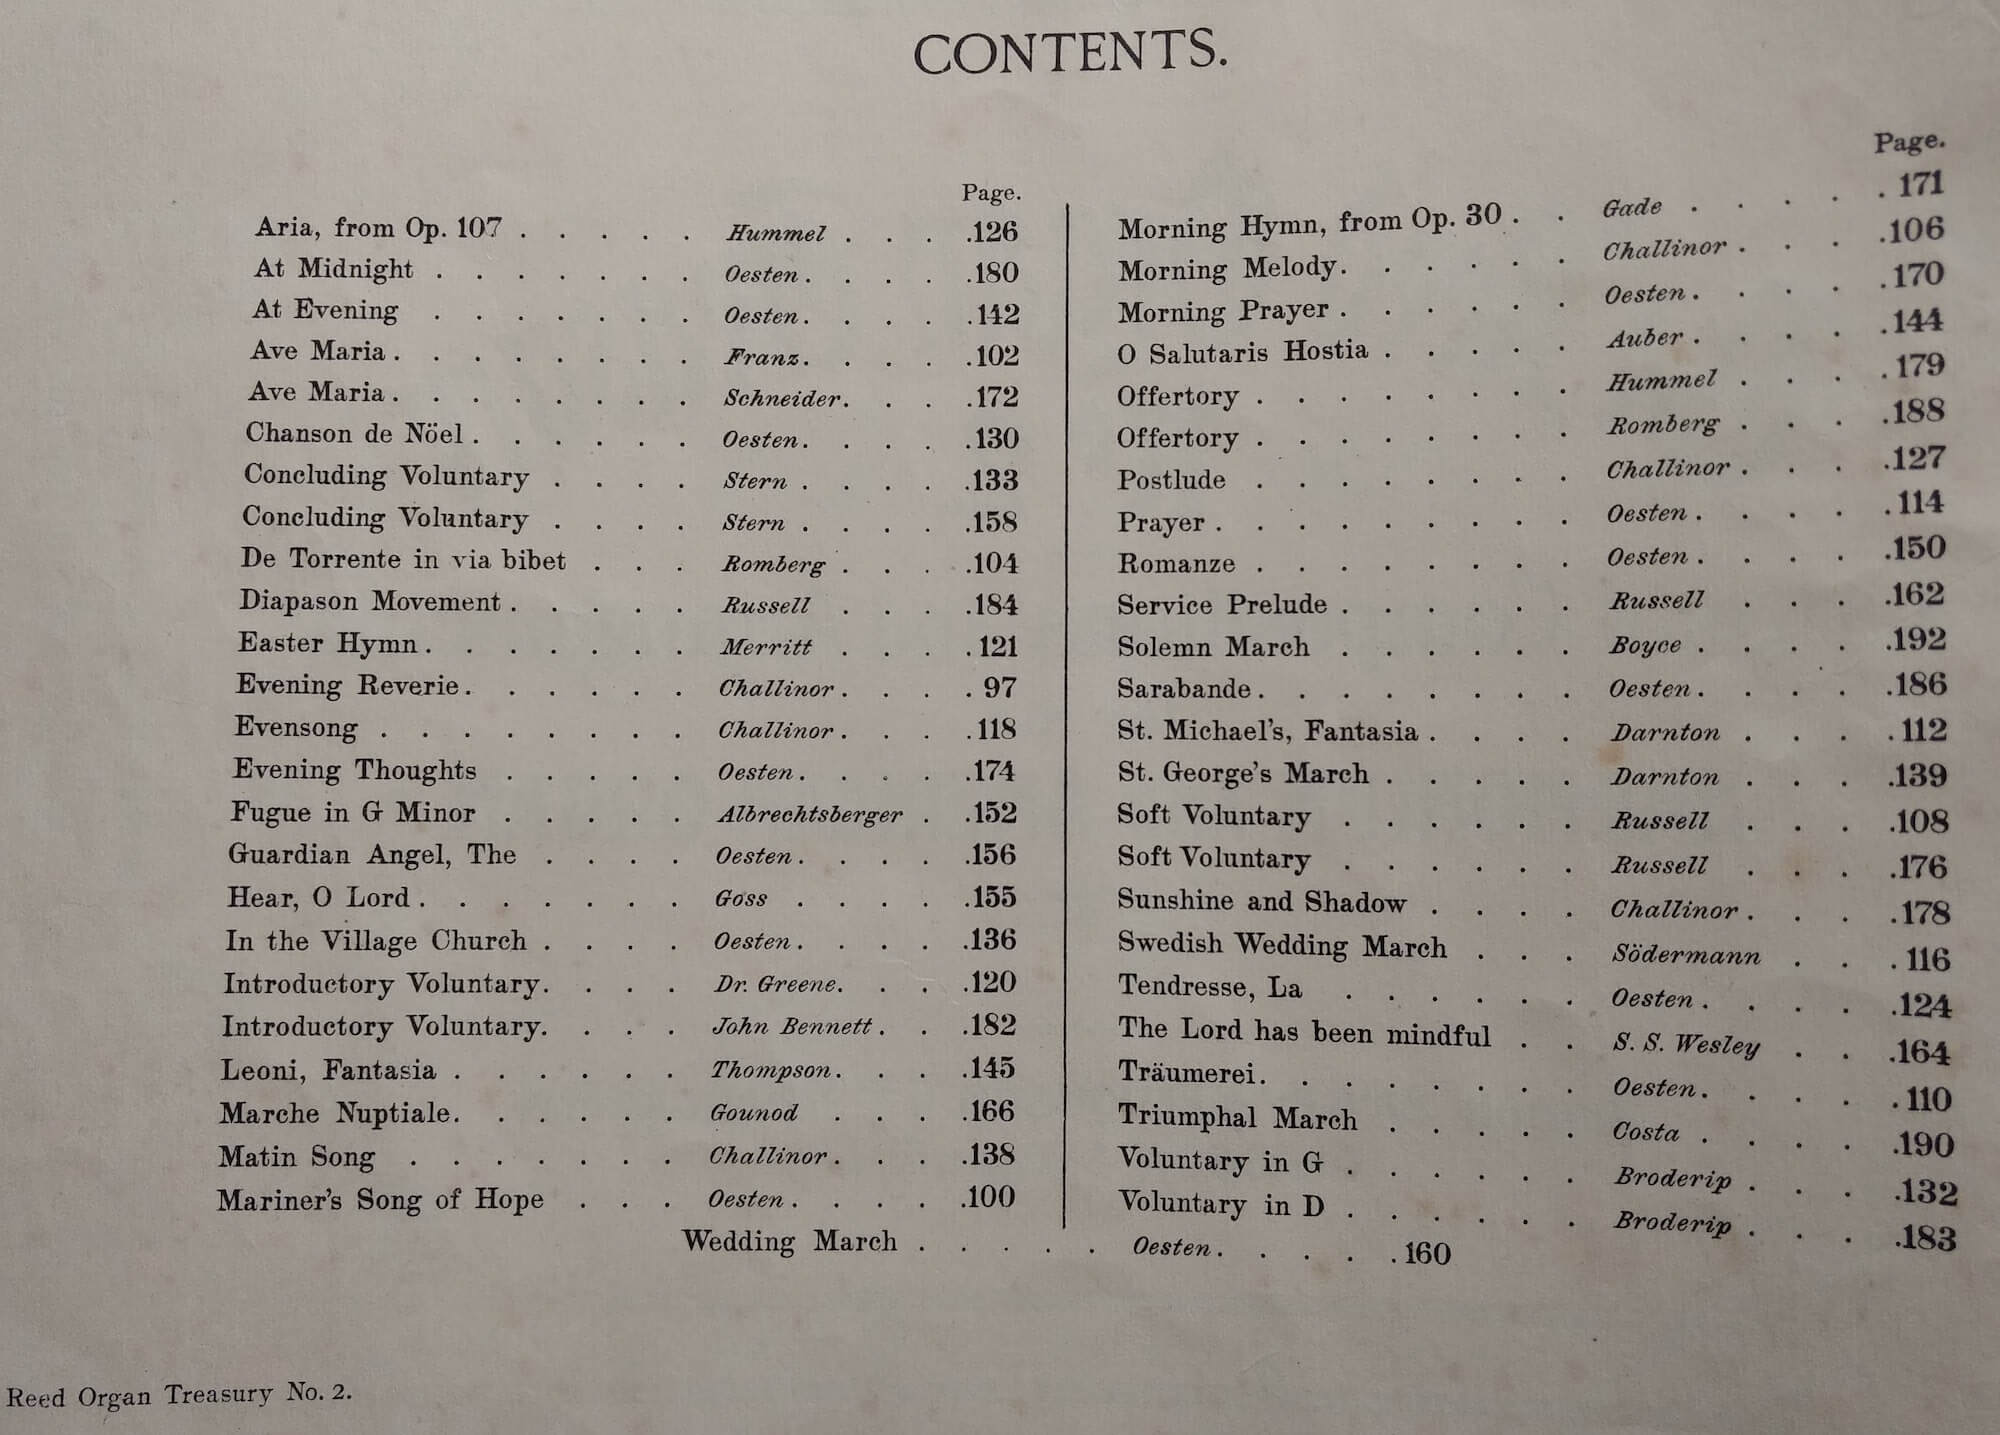 CONTENTS.
Page.
Aria, from Op. 107 . . . . . Hummel . . . .126
At Midnight . . . . . . . Oesten . . . . .180
At Evening . . . . . . . Oesten . . . . .142
Ave Maria . . . . . . . . Franz . . . . .102
Ave Maria . . . . . . . . Schneider . . . .172
Chanson de Nöel . . . . . . Oesten . . . . .130
Concluding Voluntary . . . . Stern . . . . .133
Concluding Voluntary . . . . Stern . . . . .158
De Torrente in via bibet . . . Romberg . . . .104
Diapason Movement . . . . . Russell . . . .184
Easter Hymn . . . . . . . Merritt . . . .121
Evening Reverie . . . . . . Challinor . . . . 97
Evensong . . . . . . . . Challinor . . . .118
Evening Thoughts . . . . . Oesten . . . . .174
Fugue in G Minor . . . . . Albrechtsberger . .152
Guardian Angel, The . . . . Oesten . . . . .156
Hear, O Lord . . . . . . . Goss . . . . .155
In the Village Church . . . . Oesten . . . . .136
Introductory Voluntary. . . . Dr. Greene. . . .120
Introductory Voluntary. . . . John Bennett . . .182
Leoni, Fantasia . . . . . . Thompson. . . .145
Marche Nuptiale. . . . . . Gounod . . . .166
Matin Song . . . . . . . Challinor . . . .138
Mariner's Song of Hope . . . Oesten . . . . .100
Page.
Morning Hymn, from Op. 30 . . Gade . . . . . 171
Morning Melody. . . . . . Challinor . . . .106
Morning Prayer . . . . . . Oesten . . . . .170
O Salutaris Hostia . . . . . Auber . . . . .144
Offertory . . . . . . . . Hummel . . . .179
Offertory . . . . . . . . Romberg . . . .188
Postlude . . . . . . . . Challinor . . . .127
Prayer . . . . . . . . . Oesten . . . . .114
Romanze . . . . . . . . Oesten . . . . .150
Service Prelude . . . . . . Russell . . . .162
Solemn March . . . . . . Boyce . . . . .192
Sarabande. . . . . . . . Oesten . . . . .186
St. Michael's, Fantasia . . . . Darnton . . . .112
St. George's March . . . . . Darnton . . . .139
Soft Voluntary . . . . . . Russell . . . .108
Soft Voluntary . . . . . . Russell . . . .176
Sunshine and Shadow . . . . Challinor . . . .178
Swedish Wedding March . . . Södermann . . .116
Tendresse, La . . . . . . Oesten . . . . .124
The Lord has been mindful . . S. S. Wesley . . .164
Träumerei. . . . . . . . Oesten. . . . .110
Triumphal March . . . . . Costa . . . . .190
Voluntary in G . . . . . . Broderip . . . .132
Voluntary in D . . . . . . Broderip . . . .183
Wedding March . . . . . Oesten . . . . .160
Reed Organ Treasury No. 2.